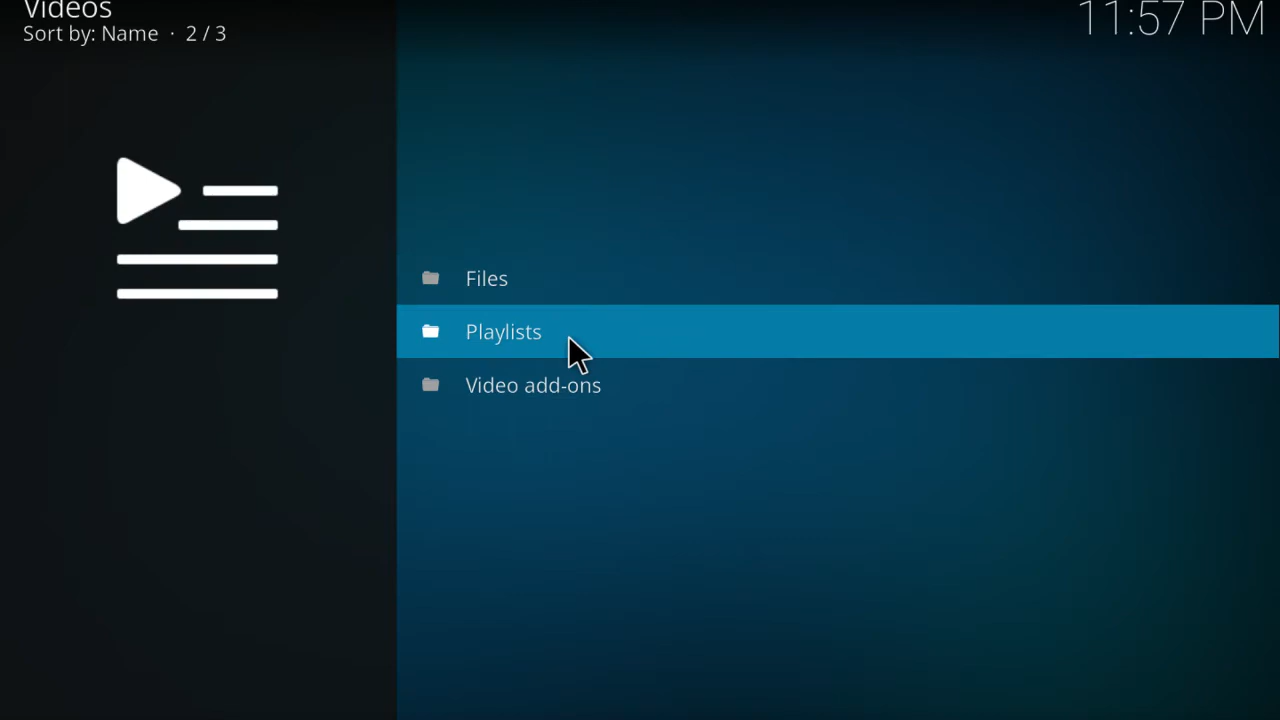 Videos
Sort by: Name · 2 / 3
11:57 PM
Files
Playlists
Video add-ons